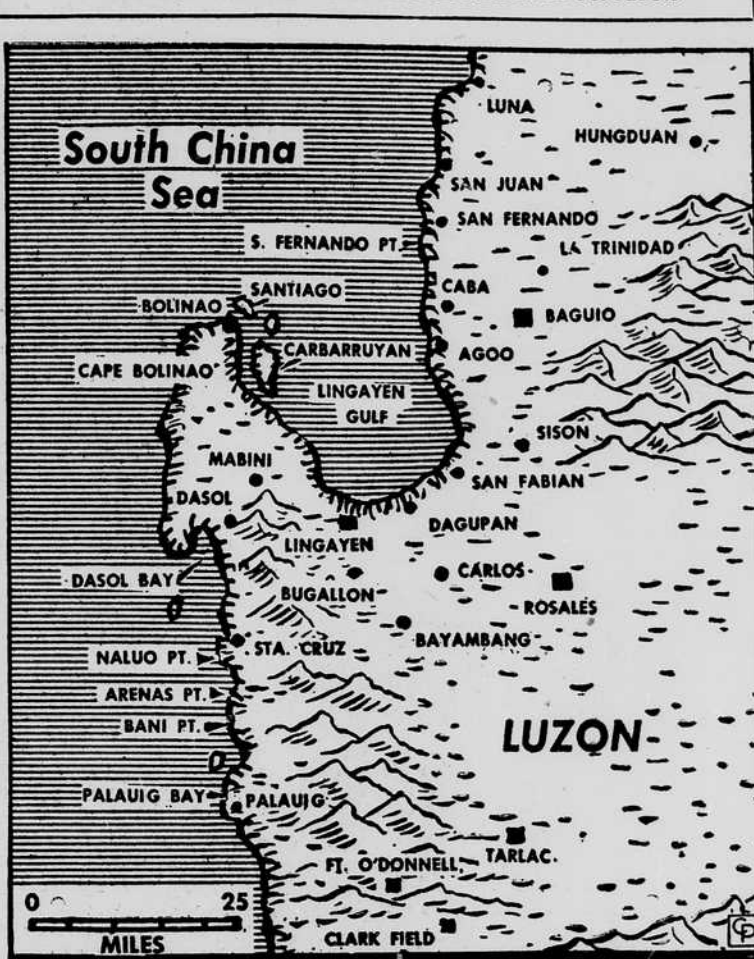 LUNA
HUNGDUAN
South China
Sea
SAN JUAN
SAN FERNANDO
S. FERNANDO PT.
LA TRINIDAD
SANTIAGO
BOLINAO
CABA
BAGUIO
CARBARRUYAN
AGOO
CAPE BOLINAO
LINGAYEN
GULF
SISON
MABINI
SAN FABIAN
DASOL
DAGUPAN
LINGAYEN
DASOL BAY
CARLOS
BUGALLON
ROSALES
BAYAMBANG
STA. CRUZ
NALUO PT.
ARENAS PT.
BANI PT.
LUZON
PALAUIG BAY
PALAUIG
TARLAC.
FT. O'DONNELL
0 25
MILES
CLARK FIELD
CP